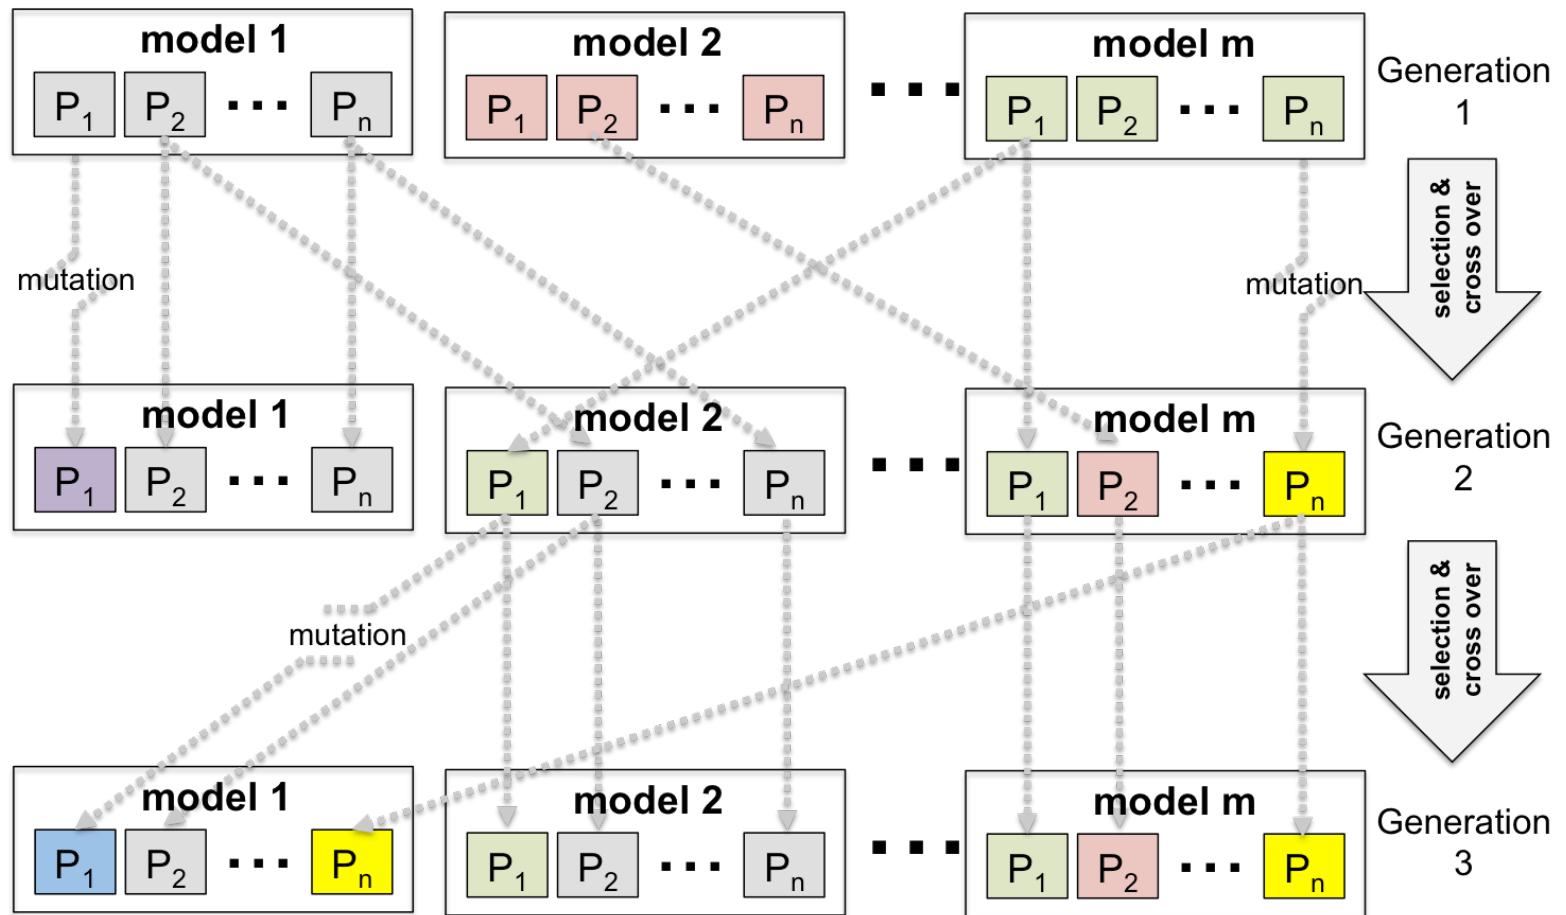 model 1 model 2 model m
P1 P2 ... Pn P1 P2 ... Pn ... P1 P2 ... Pn
Generation
1
selection &
cross over
mutation mutation
model 1 model 2 model m
P1 P2 ... Pn P1 P2 ... Pn ... P1 P2 ... Pn
Generation
2
selection &
cross over
mutation
model 1 model 2 model m
P1 P2 ... Pn P1 P2 ... Pn ... P1 P2 ... Pn
Generation
3